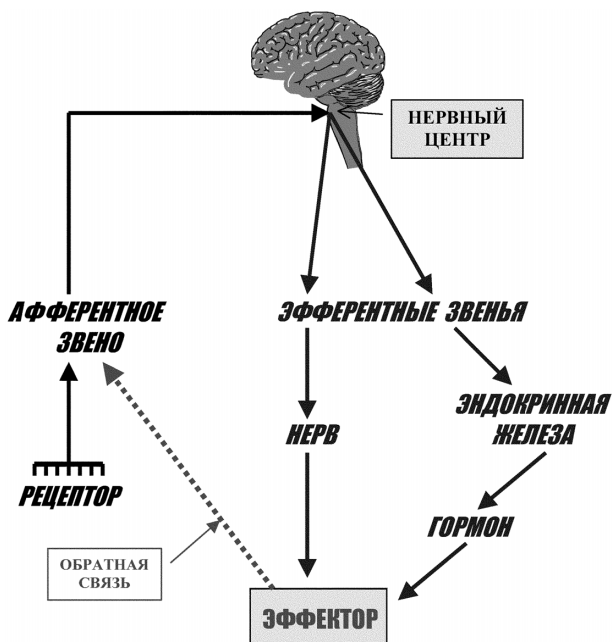 НЕРВНЫЙ
ЦЕНТР
АФФЕРЕНТНОЕ
ЗВЕНО
ЭФФЕРЕНТНЫЕ ЗВЕНЬЯ
ЭНДОКРИННАЯ
ЖЕЛЕЗА
НЕРВ
РЕЦЕПТОР
ГОРМОН
ОБРАТНАЯ
СВЯЗЬ
ЭФФЕКТОР